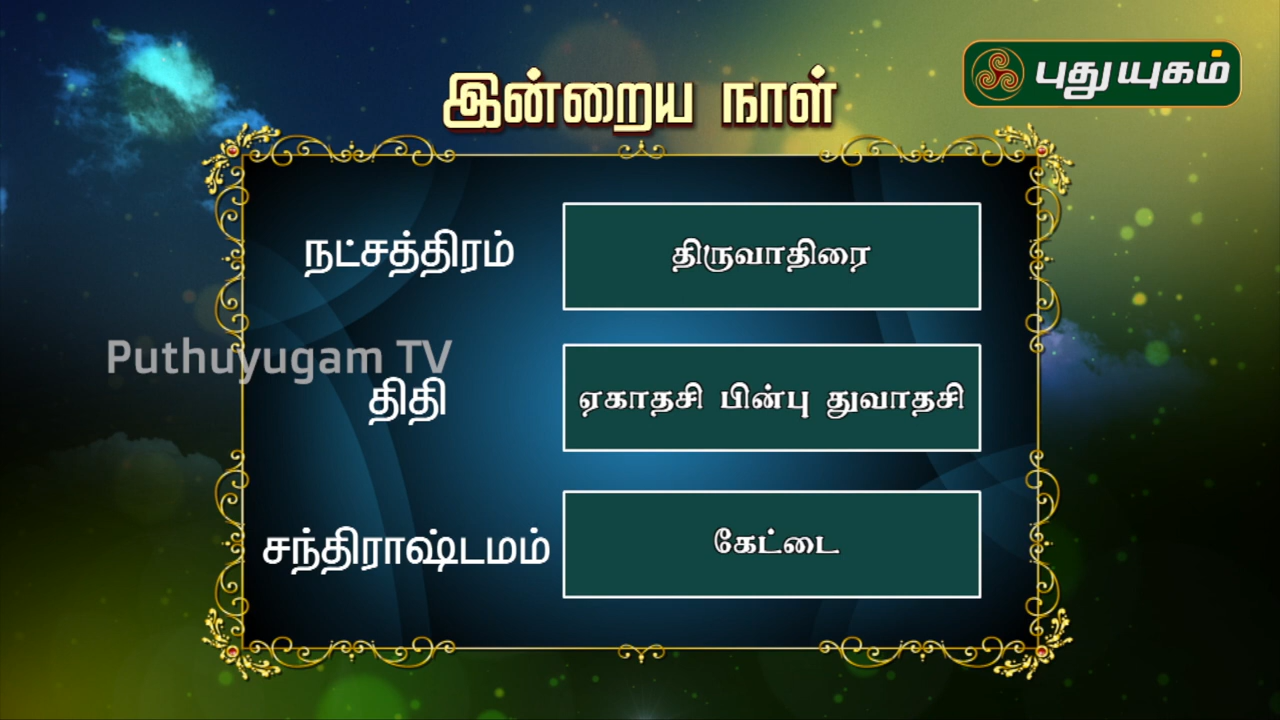 இன்றைய நாள்
புதுயுகம்
நட்சத்திரம்
திருவாதிரை
Puthuyugam TV
திதி
ஏகாதசி பின்பு துவாதசி
சந்திராஷ்டமம்
கேட்டை